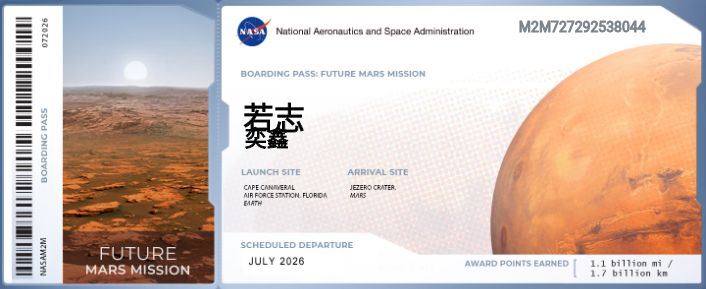 072026
BOARDING PASS
NASAM2M
FUTURE
MARS MISSION
NASA
National Aeronautics and Space Administration
M2M727292538044
BOARDING PASS: FUTURE MARS MISSION
若志
奕鑫
LAUNCH SITE
CAPE CANAVERAL
AIR FORCE STATION, FLORIDA
EARTH
ARRIVAL SITE
JEZERO CRATER,
MARS
SCHEDULED DEPARTURE
JULY 2026
AWARD POINTS EARNED
1.1 billion mi /
1.7 billion km